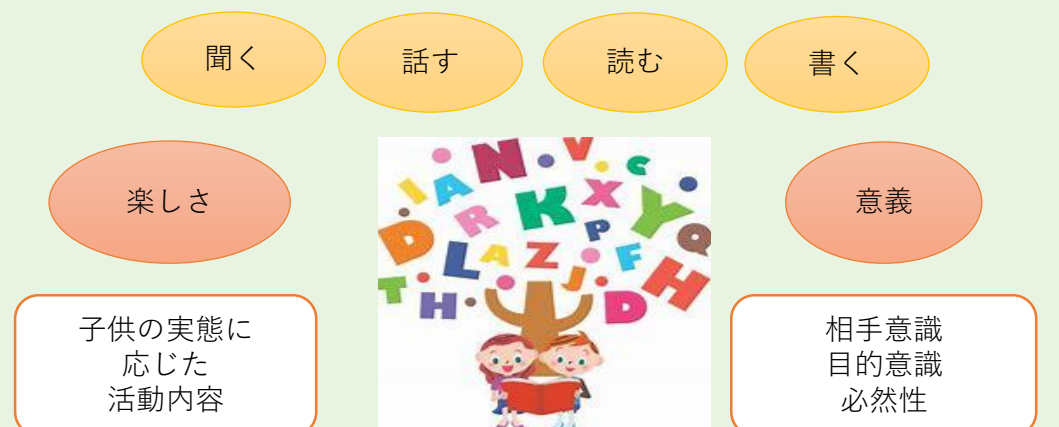 聞く
話す
読む
書く
楽しさ
意義
子供の実態に
応じた
活動内容
相手意識
目的意識
必然性
I A N V C
D R K X Y Q
L A Z P F
T H J D H